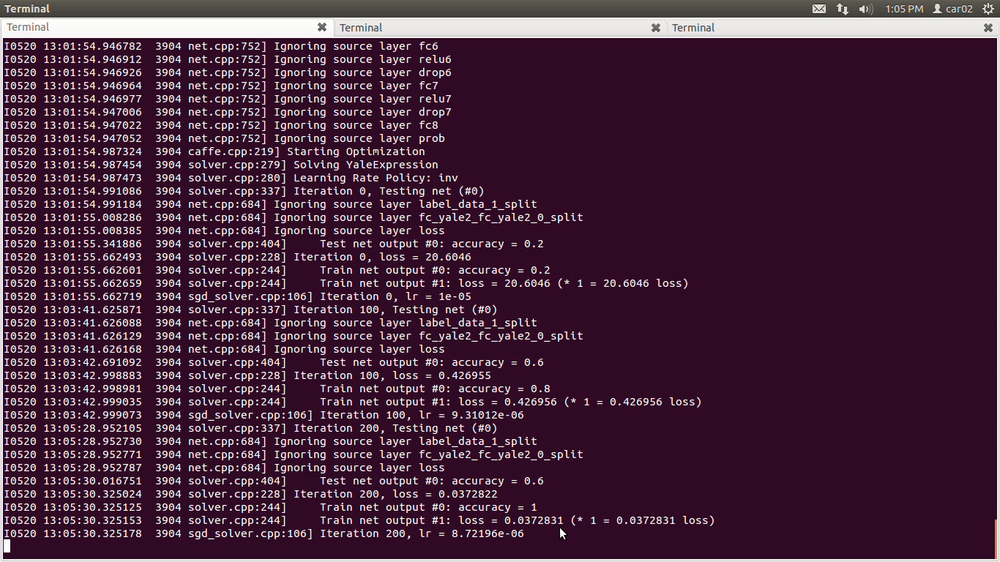 Terminal 1:05 PM car02
Terminal Terminal Terminal
I0520 13:01:54.946782  3904 net.cpp:752] Ignoring source layer fc6
I0520 13:01:54.946912  3904 net.cpp:752] Ignoring source layer relu6
I0520 13:01:54.946926  3904 net.cpp:752] Ignoring source layer drop6
I0520 13:01:54.946964  3904 net.cpp:752] Ignoring source layer fc7
I0520 13:01:54.946977  3904 net.cpp:752] Ignoring source layer relu7
I0520 13:01:54.947006  3904 net.cpp:752] Ignoring source layer drop7
I0520 13:01:54.947022  3904 net.cpp:752] Ignoring source layer fc8
I0520 13:01:54.947052  3904 net.cpp:752] Ignoring source layer prob
I0520 13:01:54.987324  3904 caffe.cpp:219] Starting Optimization
I0520 13:01:54.987454  3904 solver.cpp:279] Solving YaleExpression
I0520 13:01:54.987473  3904 solver.cpp:280] Learning Rate Policy: inv
I0520 13:01:54.991086  3904 solver.cpp:337] Iteration 0, Testing net (#0)
I0520 13:01:54.991184  3904 net.cpp:684] Ignoring source layer label_data_1_split
I0520 13:01:55.008286  3904 net.cpp:684] Ignoring source layer fc_yale2_fc_yale2_0_split
I0520 13:01:55.008385  3904 net.cpp:684] Ignoring source layer loss
I0520 13:01:55.341886  3904 solver.cpp:404]     Test net output #0: accuracy = 0.2
I0520 13:01:55.662493  3904 solver.cpp:228] Iteration 0, loss = 20.6046
I0520 13:01:55.662601  3904 solver.cpp:244]     Train net output #0: accuracy = 0.2
I0520 13:01:55.662659  3904 solver.cpp:244]     Train net output #1: loss = 20.6046 (* 1 = 20.6046 loss)
I0520 13:01:55.662719  3904 sgd_solver.cpp:106] Iteration 0, lr = 1e-05
I0520 13:03:41.625871  3904 solver.cpp:337] Iteration 100, Testing net (#0)
I0520 13:03:41.626088  3904 net.cpp:684] Ignoring source layer label_data_1_split
I0520 13:03:41.626129  3904 net.cpp:684] Ignoring source layer fc_yale2_fc_yale2_0_split
I0520 13:03:41.626168  3904 net.cpp:684] Ignoring source layer loss
I0520 13:03:42.691092  3904 solver.cpp:404]     Test net output #0: accuracy = 0.6
I0520 13:03:42.998883  3904 solver.cpp:228] Iteration 100, loss = 0.426955
I0520 13:03:42.998981  3904 solver.cpp:244]     Train net output #0: accuracy = 0.8
I0520 13:03:42.999035  3904 solver.cpp:244]     Train net output #1: loss = 0.426956 (* 1 = 0.426956 loss)
I0520 13:03:42.999073  3904 sgd_solver.cpp:106] Iteration 100, lr = 9.31012e-06
I0520 13:05:28.952105  3904 solver.cpp:337] Iteration 200, Testing net (#0)
I0520 13:05:28.952730  3904 net.cpp:684] Ignoring source layer label_data_1_split
I0520 13:05:28.952771  3904 net.cpp:684] Ignoring source layer fc_yale2_fc_yale2_0_split
I0520 13:05:28.952787  3904 net.cpp:684] Ignoring source layer loss
I0520 13:05:30.016751  3904 solver.cpp:404]     Test net output #0: accuracy = 0.6
I0520 13:05:30.325024  3904 solver.cpp:228] Iteration 200, loss = 0.0372822
I0520 13:05:30.325125  3904 solver.cpp:244]     Train net output #0: accuracy = 1
I0520 13:05:30.325153  3904 solver.cpp:244]     Train net output #1: loss = 0.0372831 (* 1 = 0.0372831 loss)
I0520 13:05:30.325178  3904 sgd_solver.cpp:106] Iteration 200, lr = 8.72196e-06